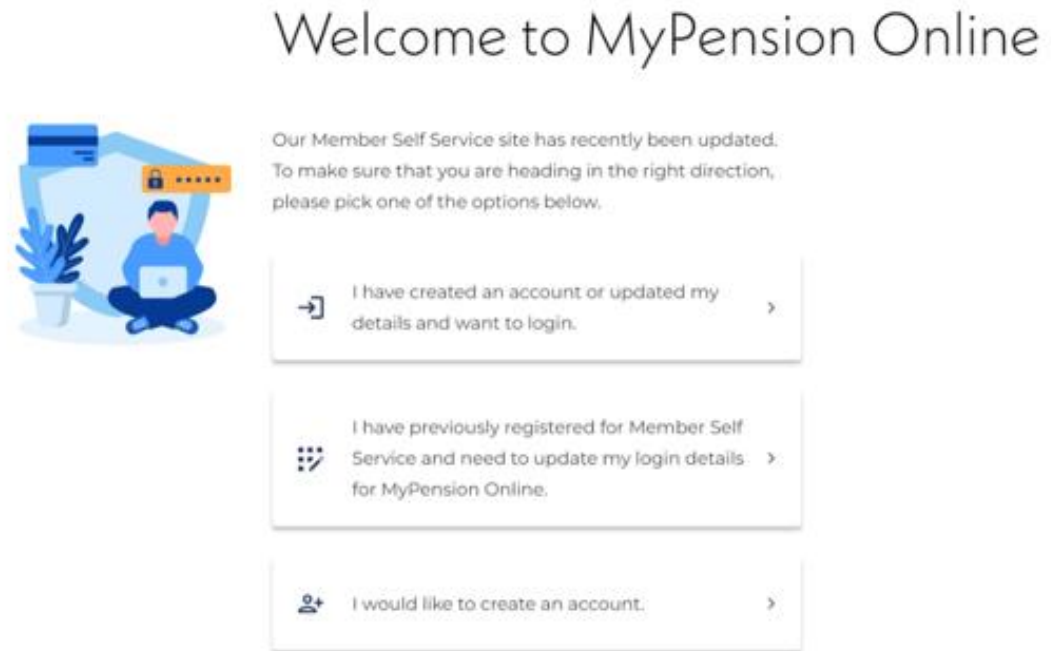 Welcome to MyPension Online
Our Member Self Service site has recently been updated.
To make sure that you are heading in the right direction,
please pick one of the options below.
I have created an account or updated my
details and want to login.
I have previously registered for Member Self
Service and need to update my login details
for MyPension Online.
I would like to create an account.